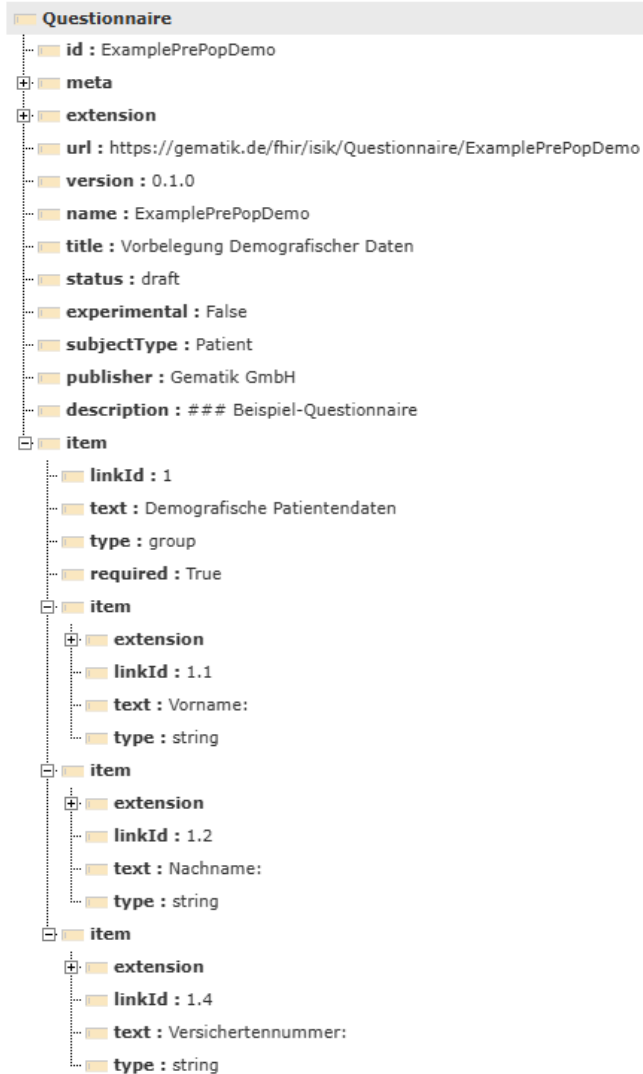 Questionnaire
id : ExamplePrePopDemo
meta
extension
url : https://gematik.de/fhir/isik/Questionnaire/ExamplePrePopDemo
version : 0.1.0
name : ExamplePrePopDemo
title : Vorbelegung Demografischer Daten
status : draft
experimental : False
subjectType : Patient
publisher : Gematik GmbH
description : ### Beispiel-Questionnaire
item
linkId : 1
text : Demografische Patientendaten
type : group
required : True
item
extension
linkId : 1.1
text : Vorname:
type : string
item
extension
linkId : 1.2
text : Nachname:
type : string
item
extension
linkId : 1.4
text : Versichertennummer:
type : string